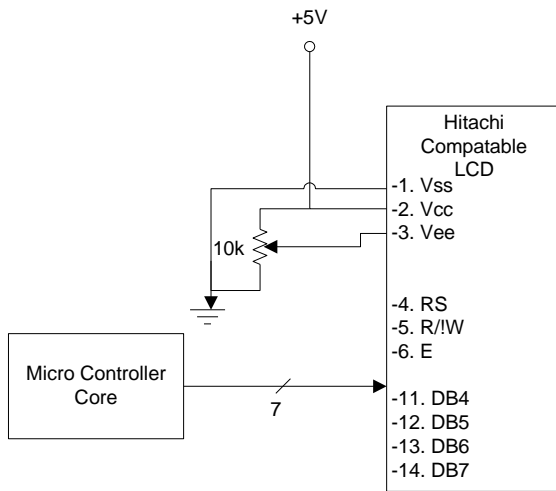 +5V
Hitachi
Compatable
LCD
-1. Vss
-2. Vcc
-3. Vee
10k
-4. RS
-5. R/!W
-6. E
Micro Controller
Core
7
-11. DB4
-12. DB5
-13. DB6
-14. DB7